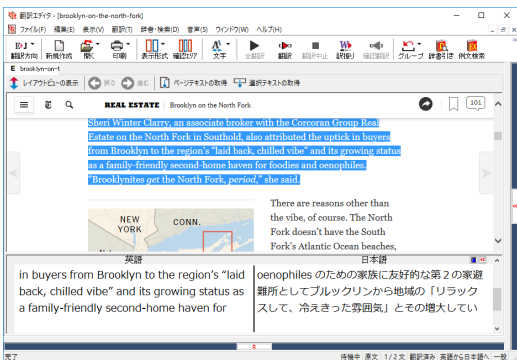 翻訳エディタ - [brooklyn-on-the-north-fork]
ファイル(F) 編集(E) 表示(V) 翻訳(T) 辞書・検索(D) 音声(S) ウィンドウ(W) ヘルプ(H)
翻訳方向 新規作成 開く 印刷 表示形式 確認エリア 文字 全翻訳 翻訳 翻訳中止 訳振り 確認翻訳 グループ 辞書引き 例文検索
E brooklyn-on-t
レイアウトビューの表示 戻る 進む ページテキストの取得 選択テキストの取得
REAL ESTATE | Brooklyn on the North Fork 101
Sheri Winter Clarry, an associate broker with the Corcoran Group Real
Estate on the North Fork in Southold, also attributed the uptick in buyers
from Brooklyn to the region's "laid back, chilled vibe" and its growing status
as a family-friendly second-home haven for foodies and oenophiles.
"Brooklynites get the North Fork, period," she said.
There are reasons other than
the vibe, of course. The North
Fork doesn't have the South
Fork's Atlantic Ocean beaches,
NEW
YORK
CONN.
英語 日本語
in buyers from Brooklyn to the region's "laid
back, chilled vibe" and its growing status as
a family-friendly second-home haven for
oenophiles のための家族に友好的な第2の家避
難所としてブルックリンから地域の「リラック
スして、冷えきった雰囲気」とその増大してい
完了 待機中 原文 1/2文 翻訳済み 英語から日本語へ 一般